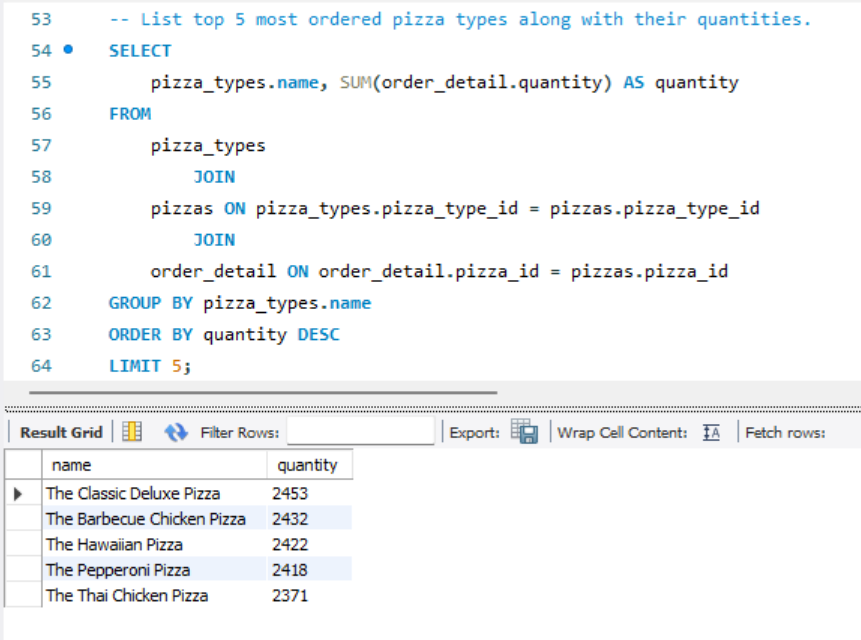 53 -- List top 5 most ordered pizza types along with their quantities.
54 SELECT
55 pizza_types.name, SUM(order_detail.quantity) AS quantity
56 FROM
57 pizza_types
58 JOIN
59 pizzas ON pizza_types.pizza_type_id = pizzas.pizza_type_id
60 JOIN
61 order_detail ON order_detail.pizza_id = pizzas.pizza_id
62 GROUP BY pizza_types.name
63 ORDER BY quantity DESC
64 LIMIT 5;
Result Grid Filter Rows: Export: Wrap Cell Content: IA Fetch rows:
name quantity
The Classic Deluxe Pizza 2453
The Barbecue Chicken Pizza 2432
The Hawaiian Pizza 2422
The Pepperoni Pizza 2418
The Thai Chicken Pizza 2371